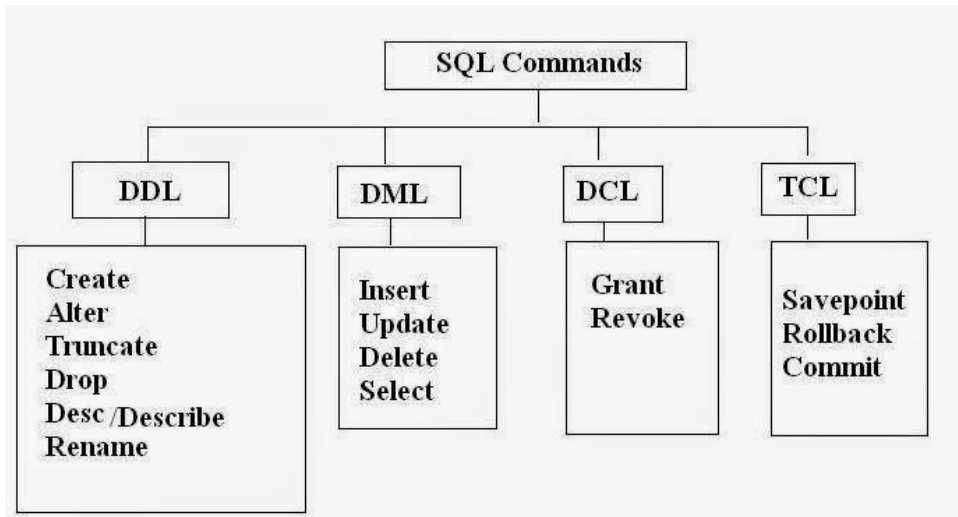 SQL Commands
DDL
DML
DCL
TCL
Create
Alter
Truncate
Drop
Desc /Describe
Rename
Insert
Update
Delete
Select
Grant
Revoke
Savepoint
Rollback
Commit